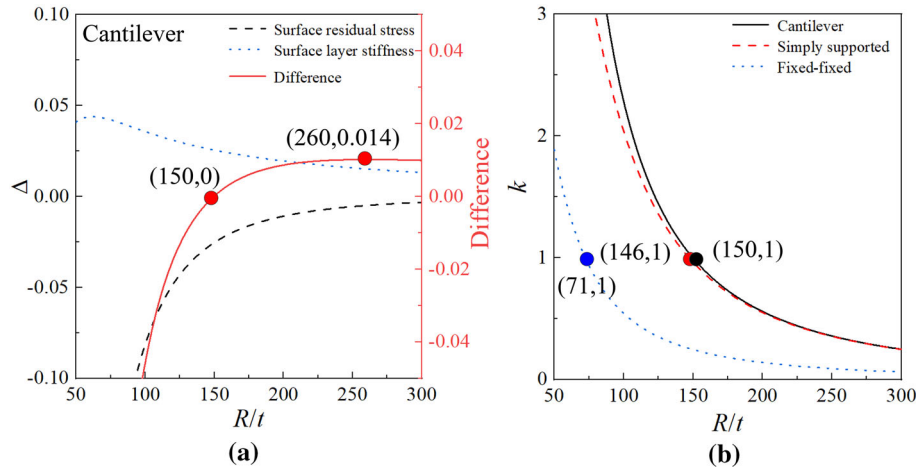 Cantilever
Surface residual stress
Surface layer stiffness
Difference
(260,0.014)
(150,0)
0.10
0.05
0.00
-0.05
-0.10
Δ
0.04
0.02
0.00
-0.02
-0.04
Difference
50 100 150 200 250 300
R/t
(a)
Cantilever
Simply supported
Fixed-fixed
(146,1)
(150,1)
(71,1)
3
2
1
0
k
50 100 150 200 250 300
R/t
(b)